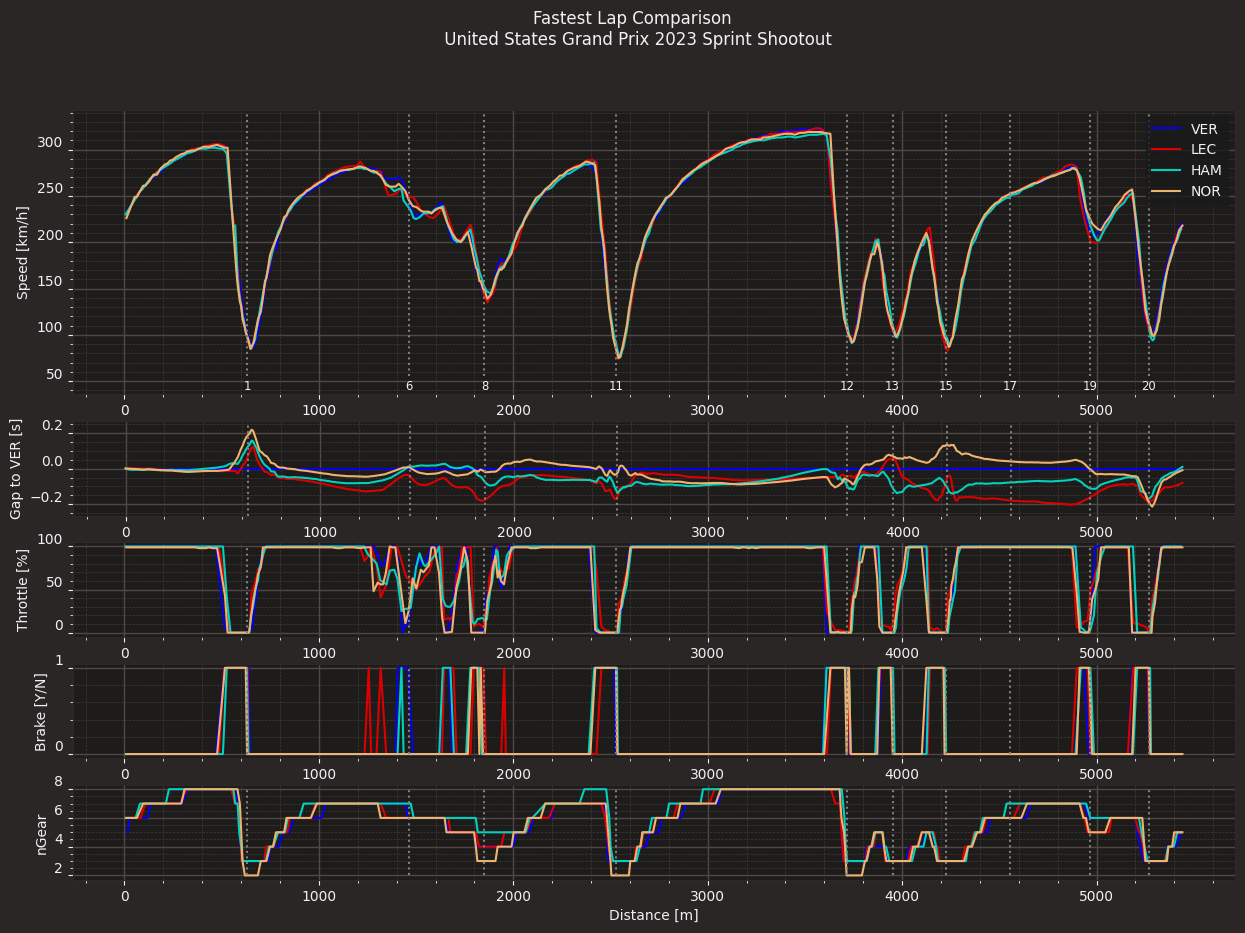 Fastest Lap Comparison
United States Grand Prix 2023 Sprint Shootout
Speed [km/h]
300
250
200
150
100
50
VER
LEC
HAM
NOR
1 6 8 11 12 13 15 17 19 20
0 1000 2000 3000 4000 5000
Gap to VER [s]
0.2
0.0
−0.2
0 1000 2000 3000 4000 5000
Throttle [%]
100
50
0
0 1000 2000 3000 4000 5000
Brake [Y/N]
1
0
0 1000 2000 3000 4000 5000
nGear
8
6
4
2
0 1000 2000 3000 4000 5000
Distance [m]